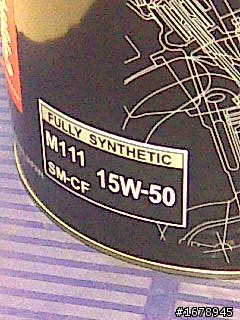 FULLY SYNTHETIC
M111 15W-50
SM-CF
#1678945